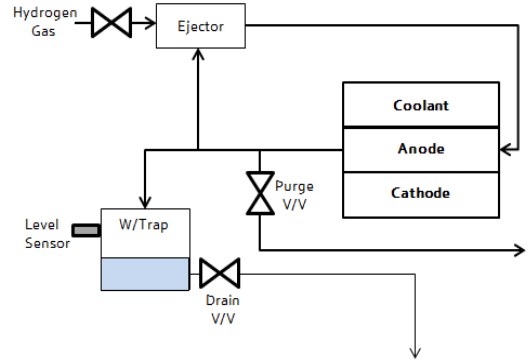 Hydrogen
Gas
Ejector
Coolant
Anode
Cathode
Purge
V/V
Level
Sensor
W/Trap
Drain
V/V